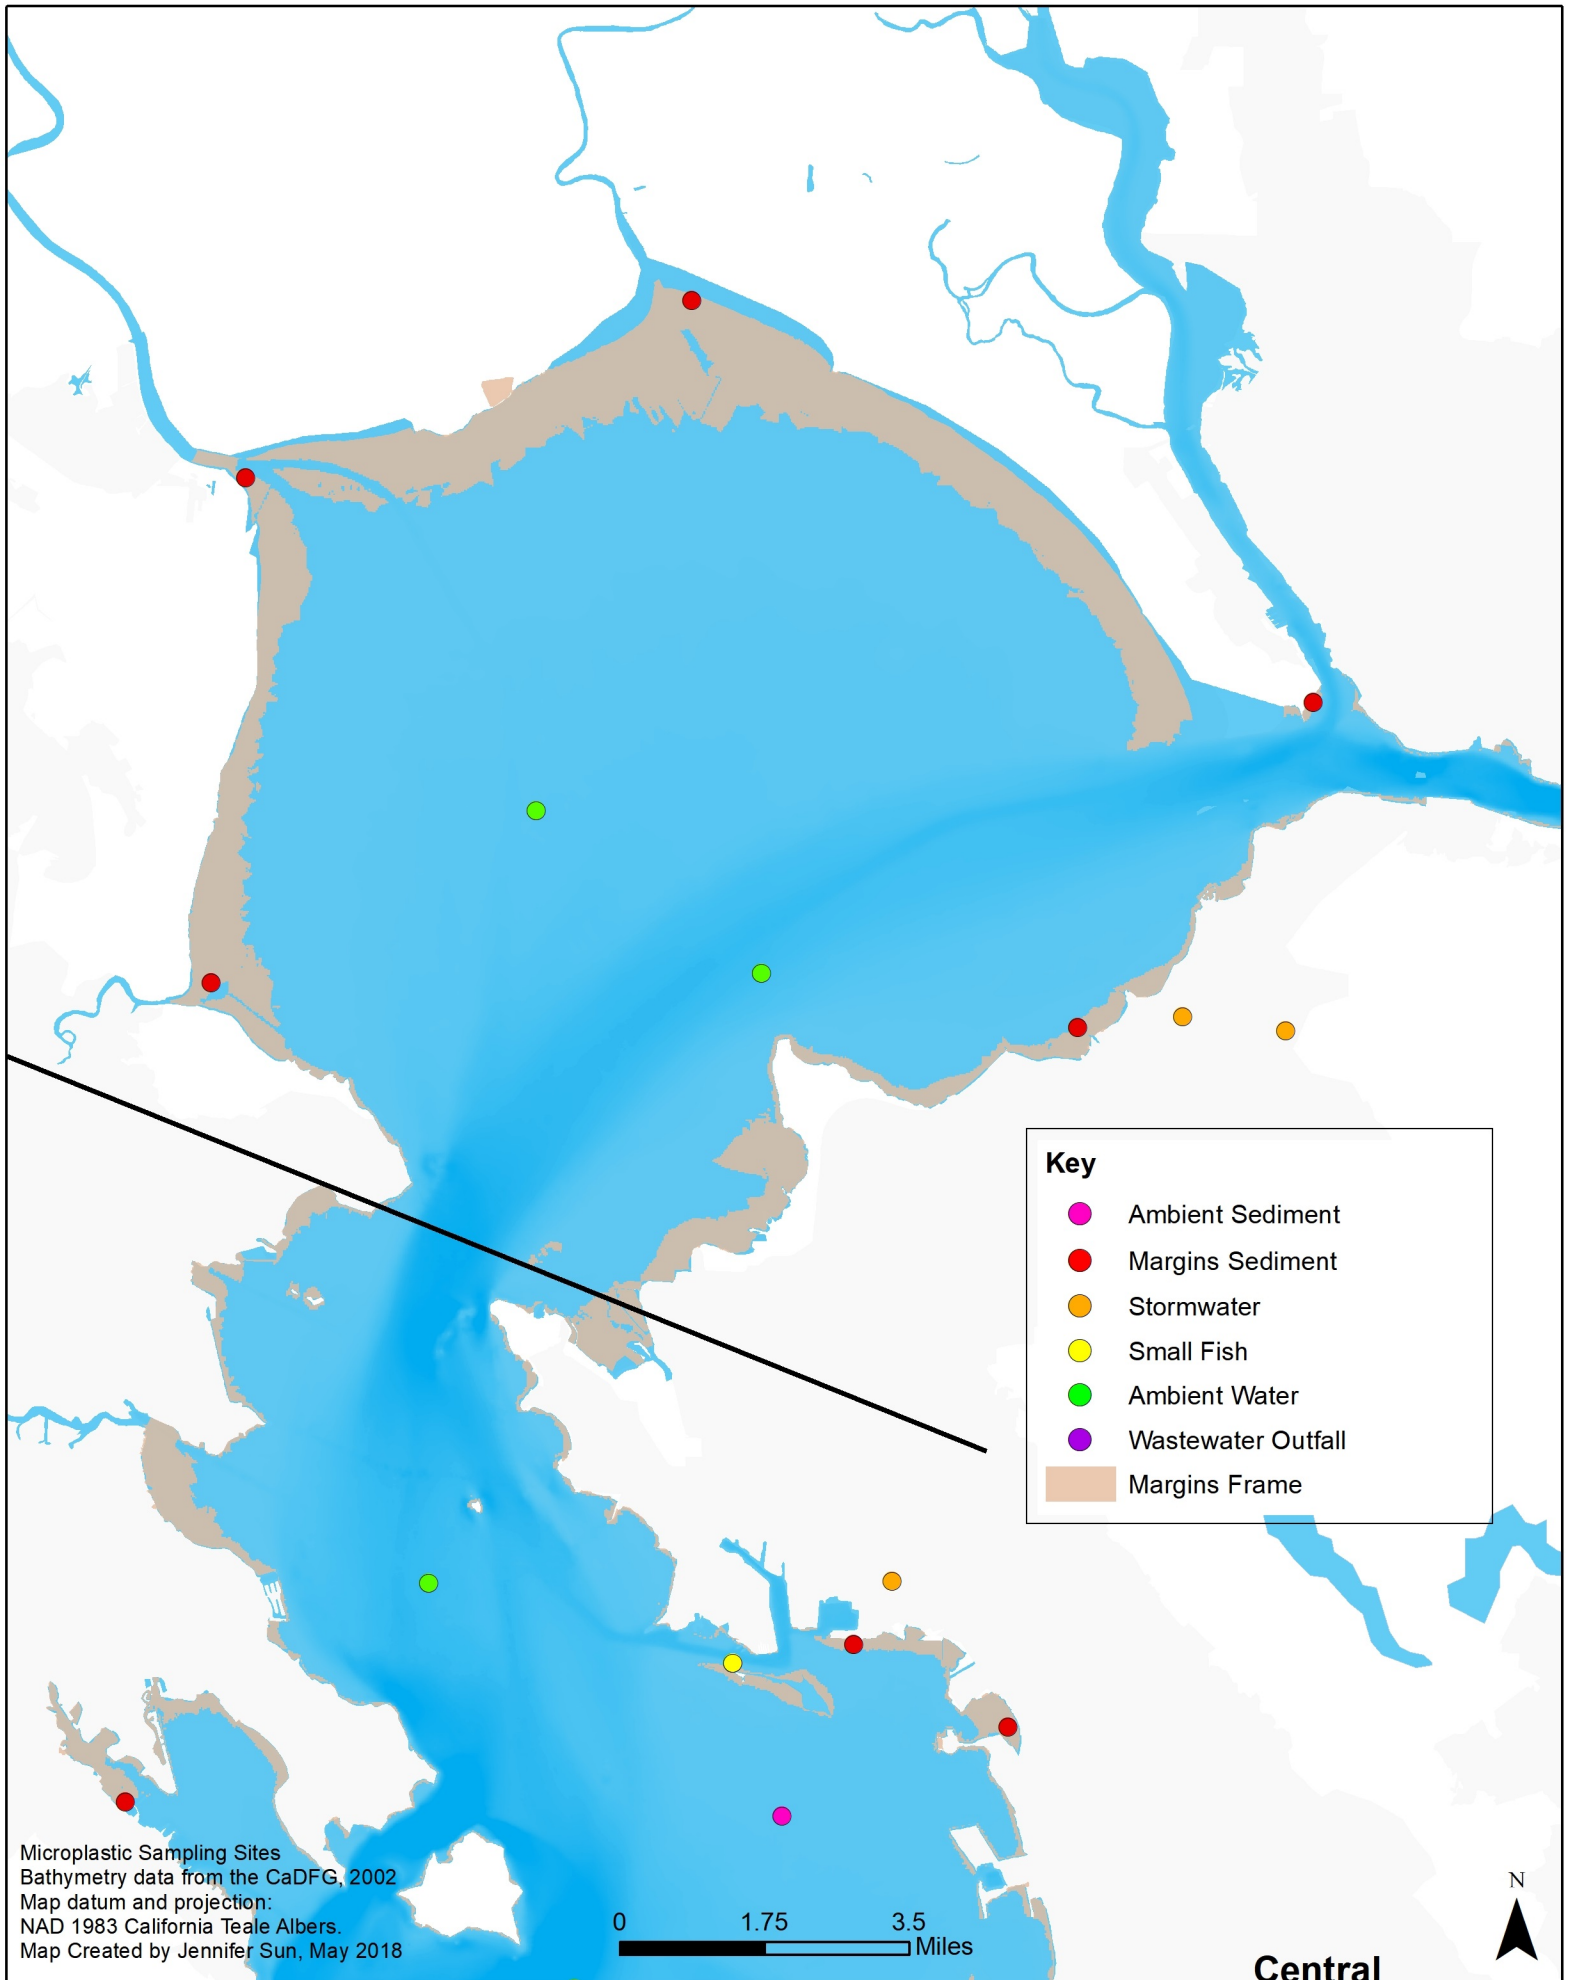 Key
Ambient Sediment
Margins Sediment
Stormwater
Small Fish
Ambient Water
Wastewater Outfall
Margins Frame
Microplastic Sampling Sites
Bathymetry data from the CaDFG, 2002
Map datum and projection:
NAD 1983 California Teale Albers.
Map Created by Jennifer Sun, May 2018
0 1.75 3.5
Miles
N
Central